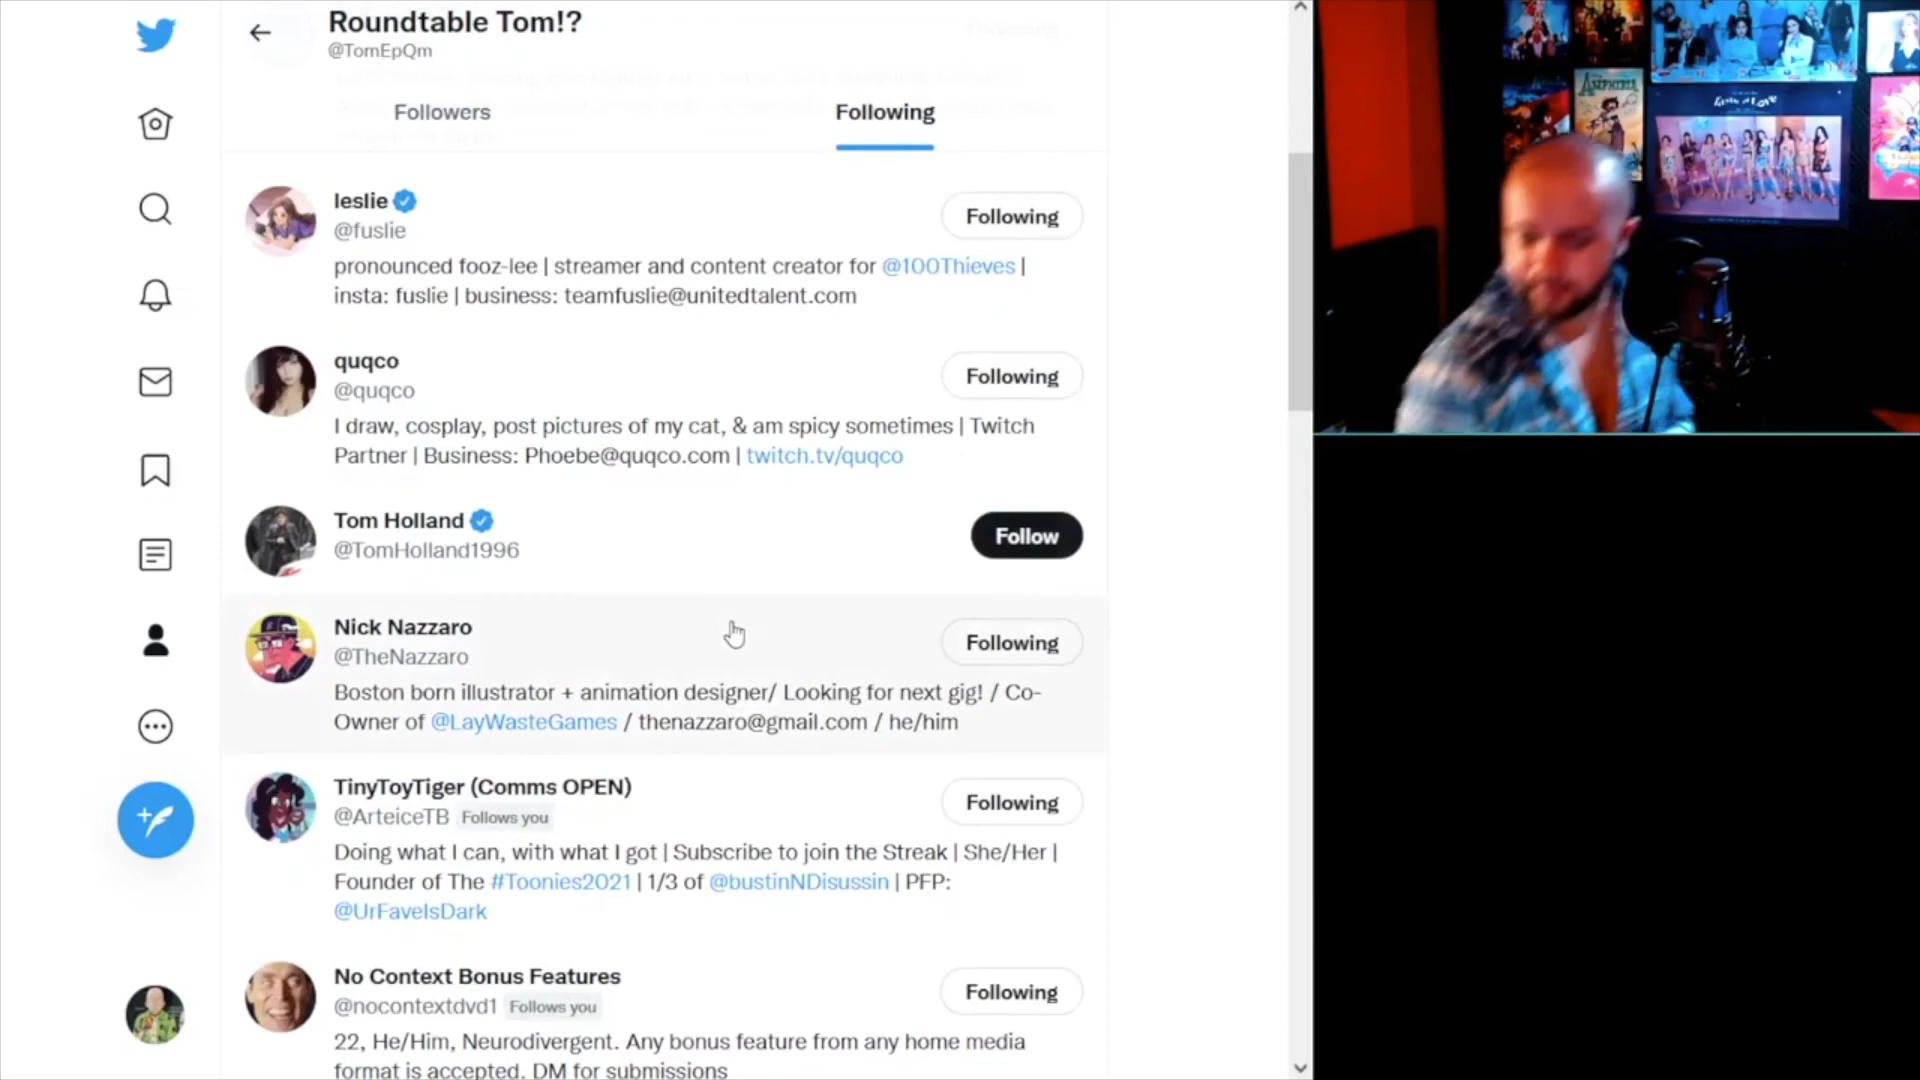 Roundtable Tom!?
@TomEpQm
Followers
Following
leslie
@fuslie
Following
pronounced fooz-lee | streamer and content creator for @100Thieves |
insta: fuslie | business: teamfuslie@unitedtalent.com
quqco
@quqco
Following
I draw, cosplay, post pictures of my cat, & am spicy sometimes | Twitch
Partner | Business: Phoebe@quqco.com | twitch.tv/quqco
Tom Holland
@TomHolland1996
Follow
Nick Nazzaro
@TheNazzaro
Following
Boston born illustrator + animation designer/ Looking for next gig! / Co-
Owner of @LayWasteGames / thenazzaro@gmail.com / he/him
TinyToyTiger (Comms OPEN)
@ArteiceTB Follows you
Following
Doing what I can, with what I got | Subscribe to join the Streak | She/Her |
Founder of The #Toonies2021 | 1/3 of @bustinNDisussin | PFP:
@UrFaveIsDark
No Context Bonus Features
@nocontextdvd1 Follows you
Following
22, He/Him, Neurodivergent. Any bonus feature from any home media
format is accepted. DM for submissions
AMPHIBIA
Taste of Love